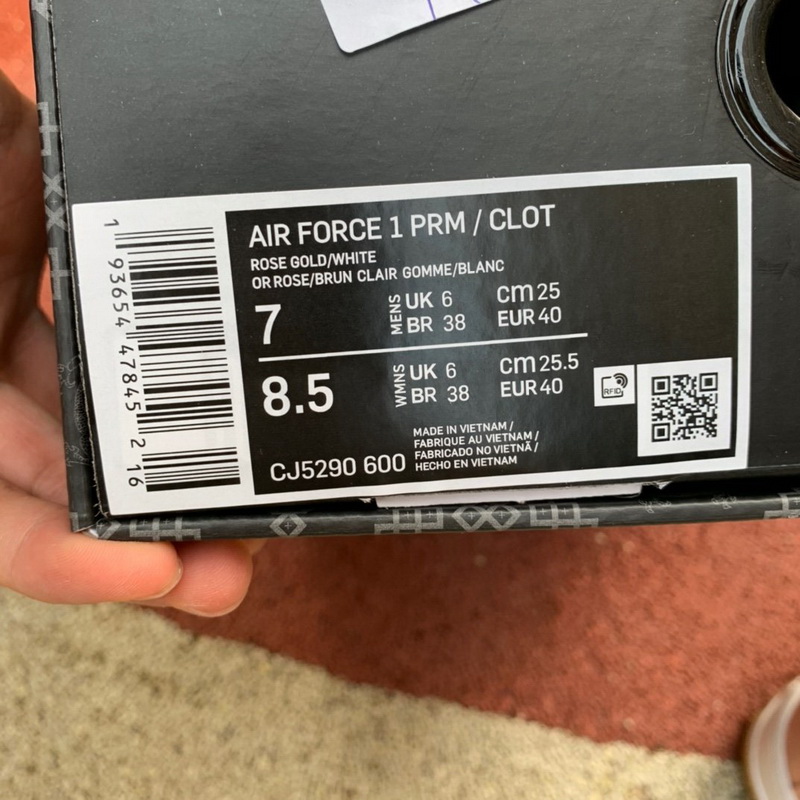 AIR FORCE 1 PRM / CLOT
ROSE GOLD/WHITE
OR ROSE/BRUN CLAIR GOMME/BLANC
7
MENS
UK 6
BR 38
cm 25
EUR 40
8.5
WMNS
UK 6
BR 38
cm 25.5
EUR 40
RFID
CJ5290 600
MADE IN VIETNAM /
FABRIQUE AU VIETNAM /
FABRICADO NO VIETNÃ /
HECHO EN VIETNAM
1 93654 47845 2 16